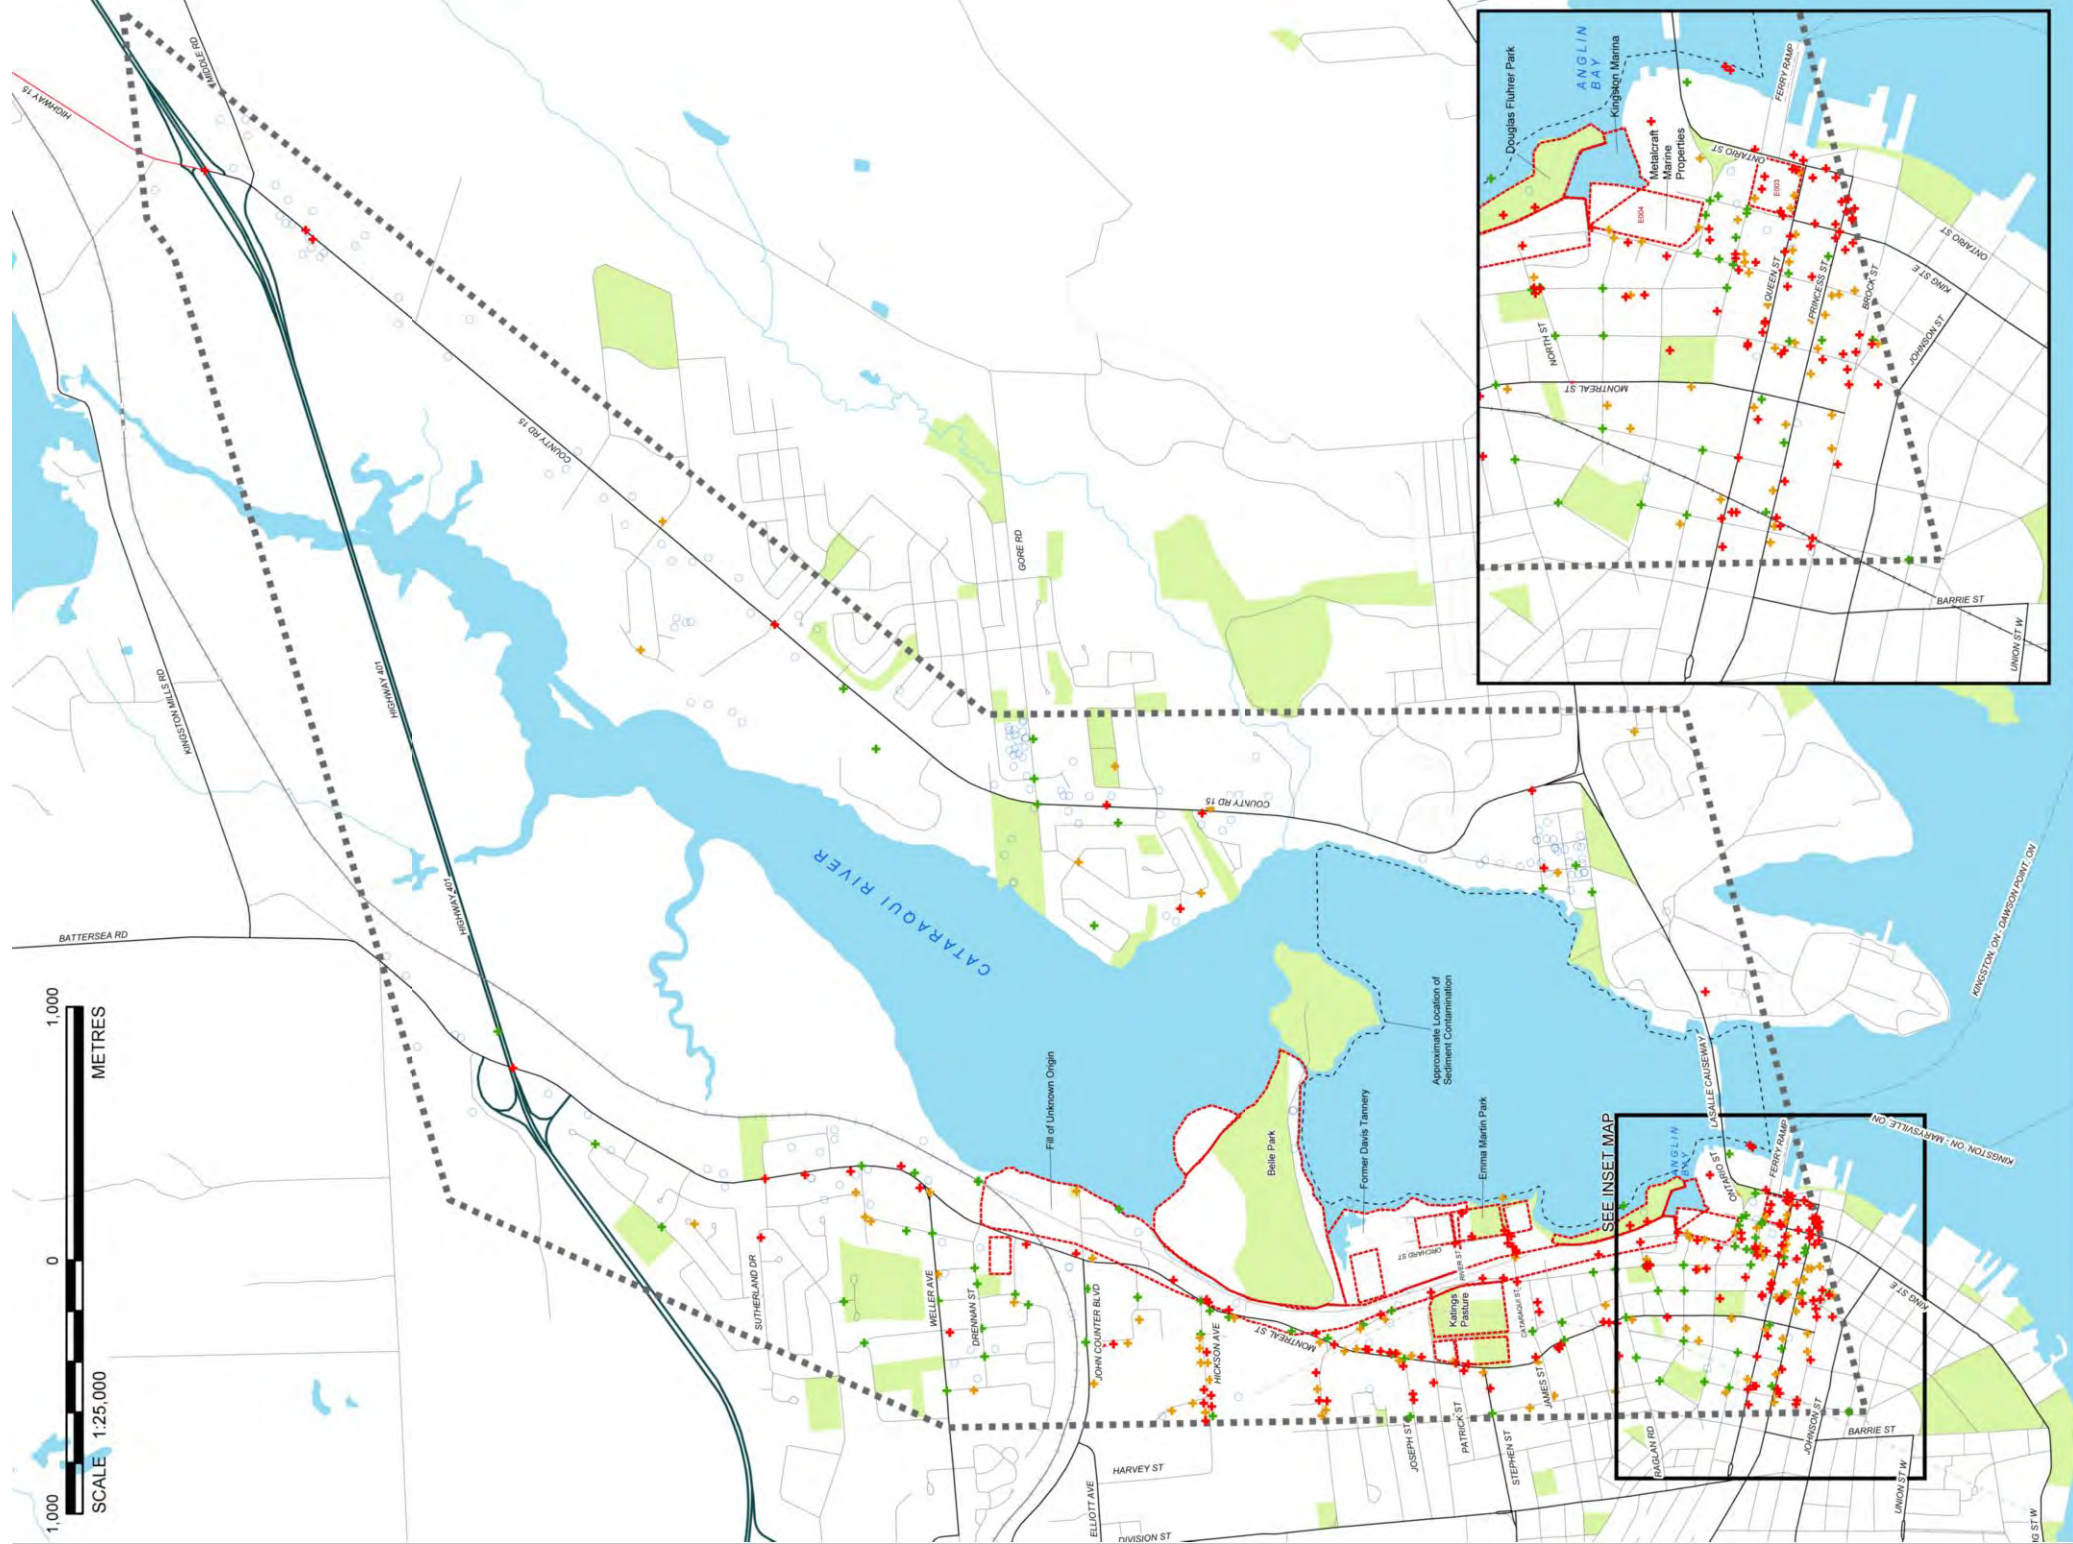 HIGHWAY 15
MIDDLE RD
KINGSTON MILLS RD
HIGHWAY 401
HIGHWAY 401
COUNTY RD 15
GORE RD
BATTERSEA RD
1,000
0
1,000
METRES
SCALE 1:25,000
CATARAQUI RIVER
COUNTY RD 15
SUTHERLAND DR
WELLER AVE
DRENNAN ST
JOHN COUNTER BLVD
HICKSON AVE
MONTREAL ST
ELLIOTT AVE
HARVEY ST
DIVISION ST
Fill of Unknown Origin
Belle Park
Former Davis Tannery
Approximate Location of
Sediment Contamination
Emma Martin Park
ORCHARD ST
RIVER ST
Katings
Pasture
CATARAQUI ST
JOSEPH ST
PATRICK ST
STEPHEN ST
JAMES ST
RAGLAN RD
SEE INSET MAP
ANGLIN
BAY
LASALLE CAUSEWAY
ONTARIO ST
FERRY RAMP
JOHNSON ST
BARRIE ST
UNION ST W
KING ST E
G ST W
KINGSTON, ON - MARYSVILLE, ON
KINGSTON, ON - DAWSON POINT, ON
Douglas Fluhrer Park
ANGLIN
BAY
Kingston Marina
Metalcraft
Marine
Properties
E004
E003
ONTARIO ST
FERRY RAMP
NORTH ST
MONTREAL ST
QUEEN ST
PRINCESS ST
BROCK ST
KING ST E
ONTARIO ST
JOHNSON ST
BARRIE ST
UNION ST W